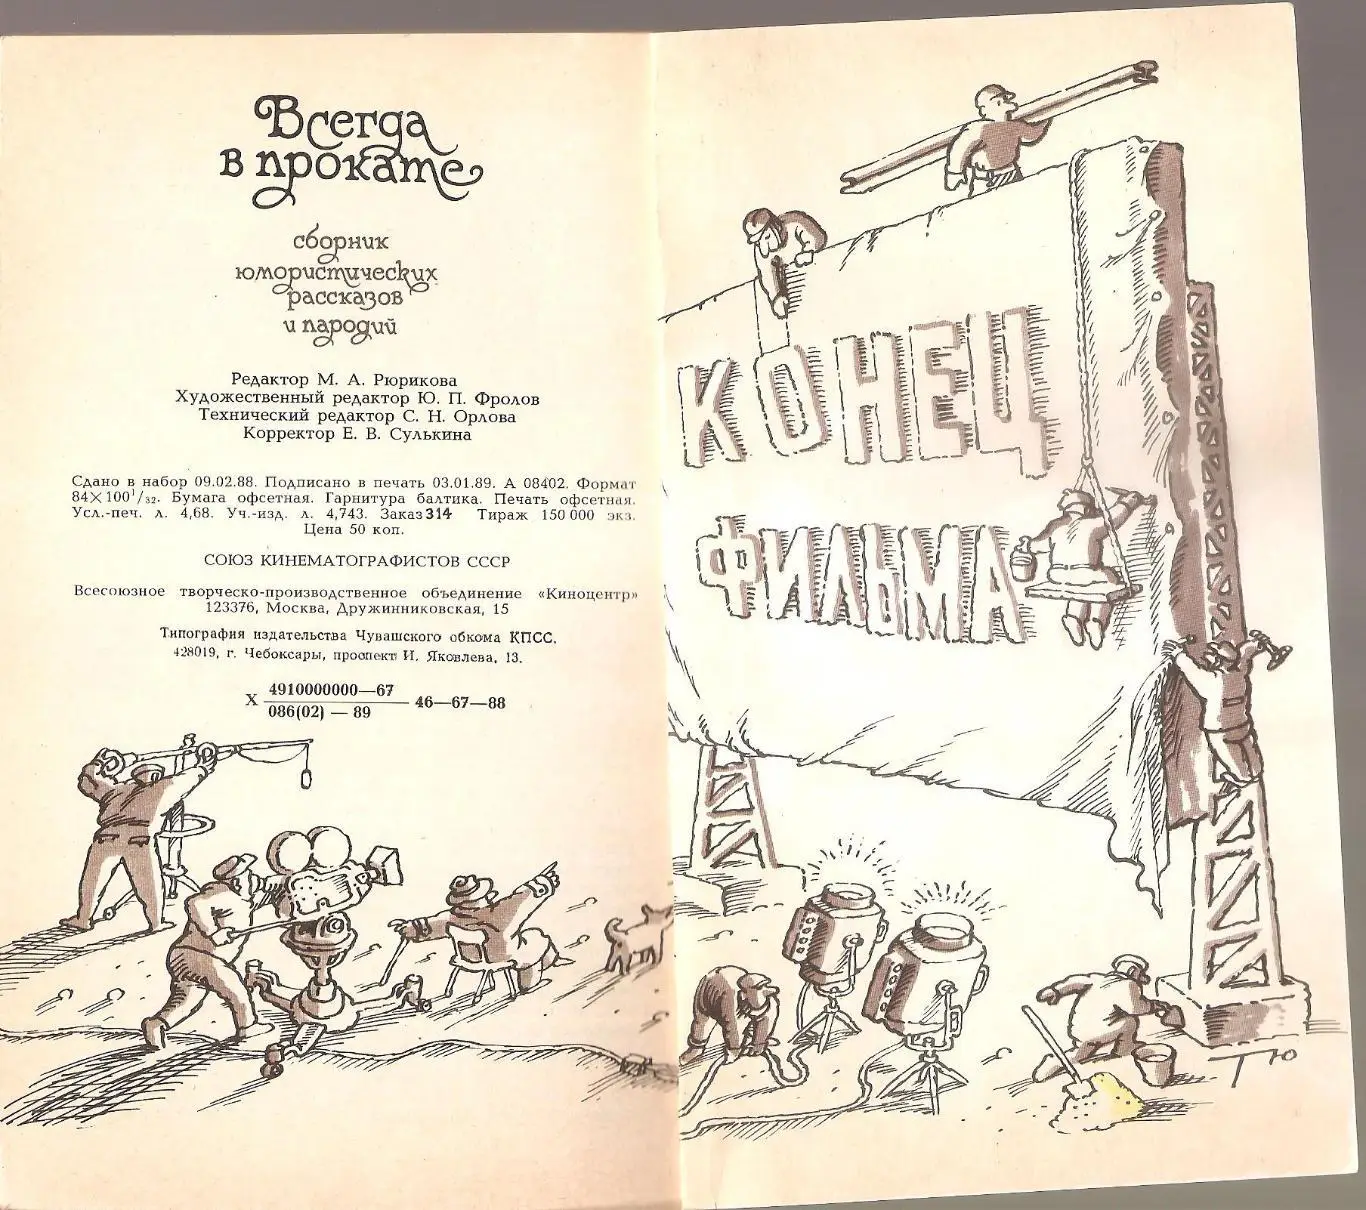 Всегда
в прокате
сборник
юмористических
рассказов
и пародий
Редактор М. А. Рюрикова
Художественный редактор Ю. П. Фролов
Технический редактор С. Н. Орлова
Корректор Е. В. Сулькина
Сдано в набор 09.02.88. Подписано в печать 03.01.89. А 08402. Формат
84×100¹/₃₂. Бумага офсетная. Гарнитура балтика. Печать офсетная.
Усл.-печ. л. 4,68. Уч.-изд. л. 4,743. Заказ 314 Тираж 150 000 экз.
Цена 50 коп.
СОЮЗ КИНЕМАТОГРАФИСТОВ СССР
Всесоюзное творческо-производственное объединение «Киноцентр»
123376, Москва, Дружинниковская, 15
Типография издательства Чувашского обкома КПСС.
428019, г. Чебоксары, проспект И. Яковлева, 13.
Х 4910000000—67 46—67—88
086(02) — 89
КОНЕЦ
ФИЛЬМА
ТЮ